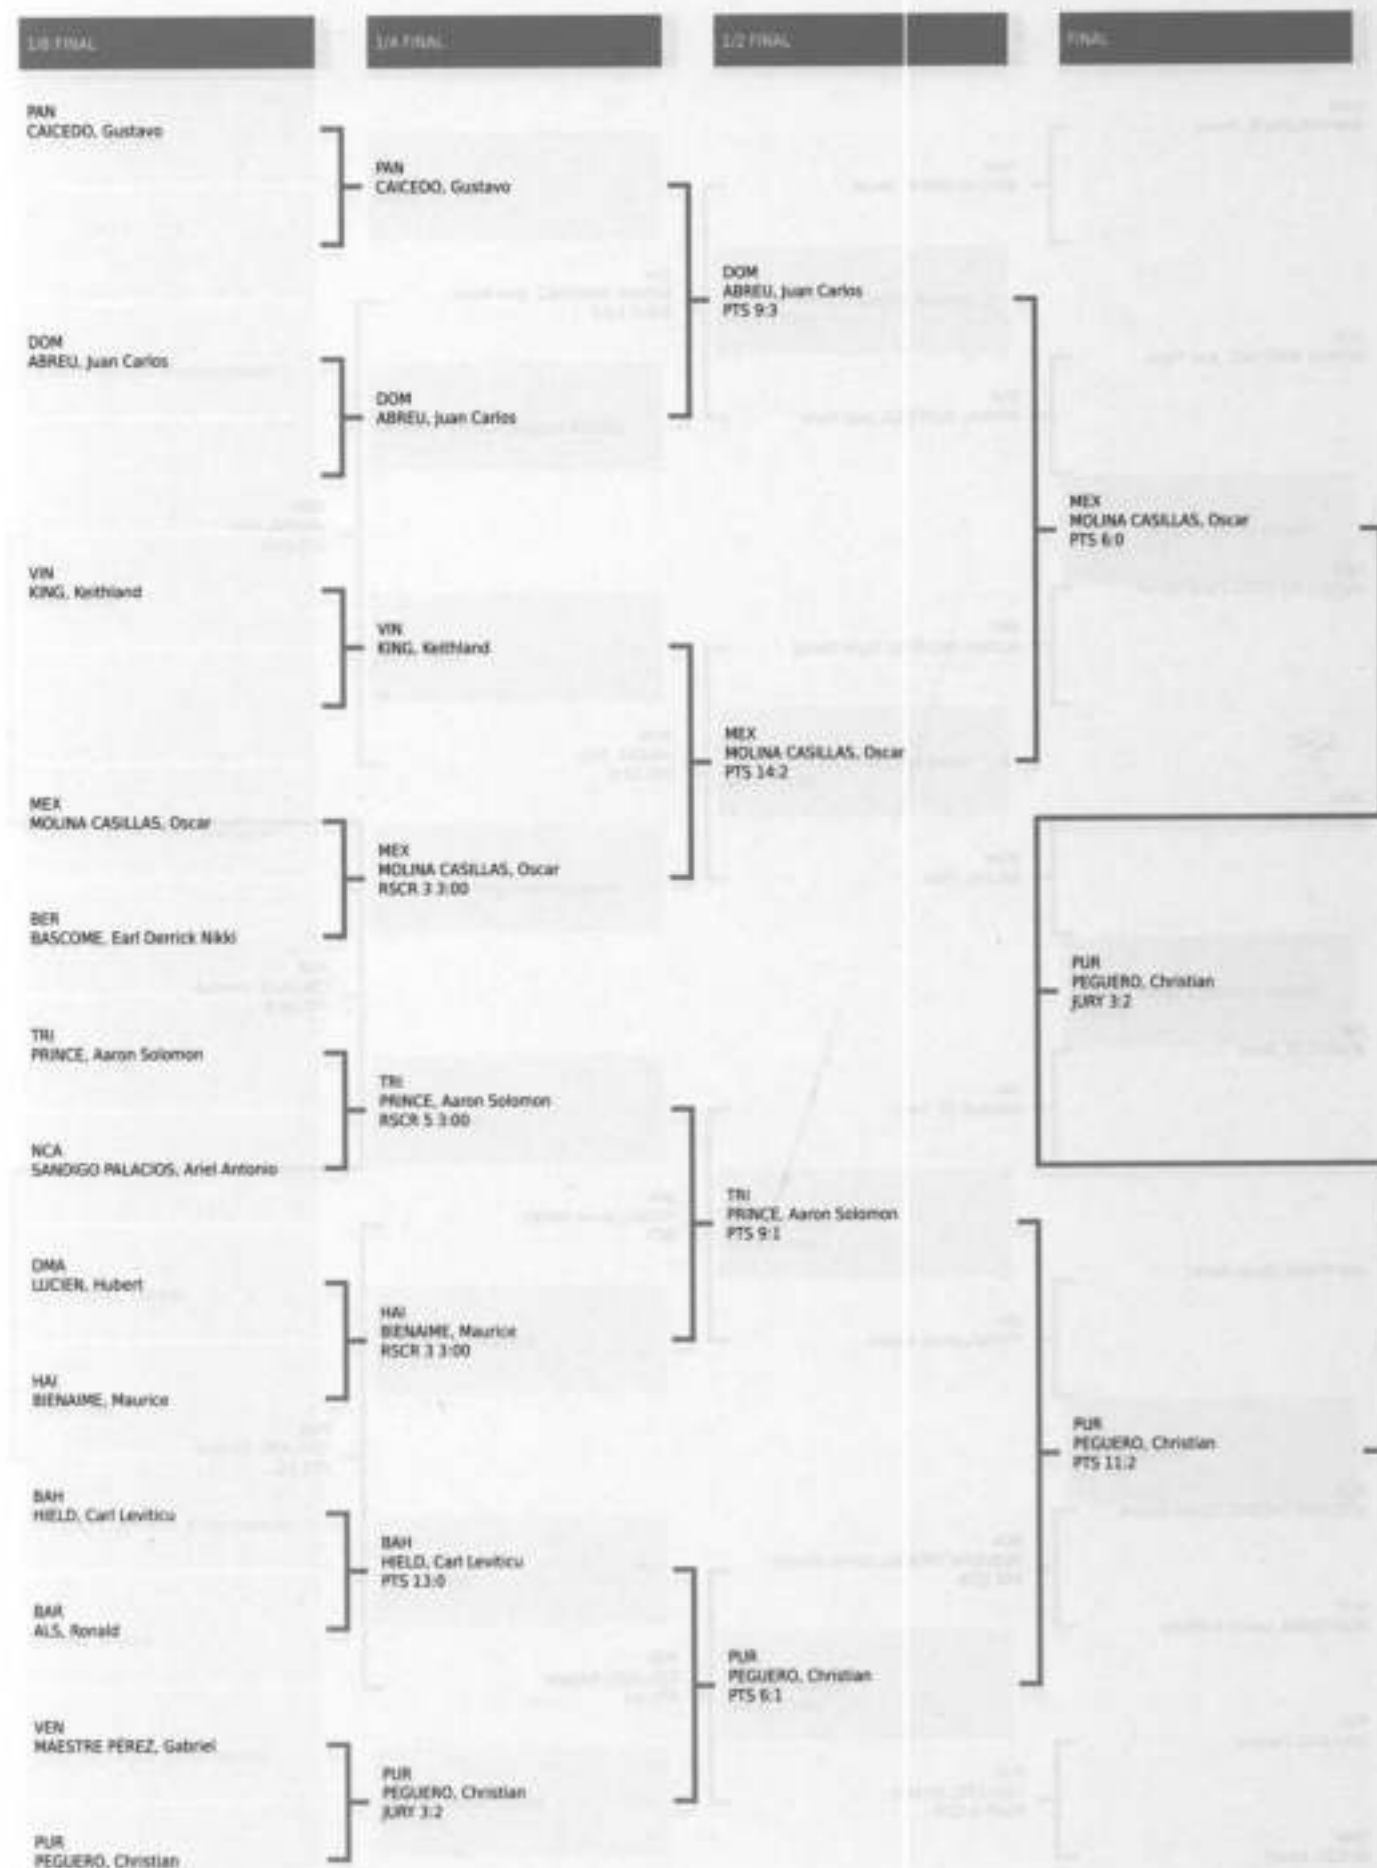 1/8 FINAL
1/4 FINAL
1/2 FINAL
FINAL
PAN
CAICEDO, Gustavo
DOM
ABREU, Juan Carlos
VIN
KING, Keithland
MEX
MOLINA CASILLAS, Oscar
BER
BASCOME, Earl Derrick Nikki
TRI
PRINCE, Aaron Solomon
NCA
SANDIGO PALACIOS, Ariel Antonio
DMA
LUCIEN, Hubert
HAI
BIENAIME, Maurice
BAH
HIELD, Carl Leviticu
BAR
ALS, Ronald
VEN
MAESTRE PÉREZ, Gabriel
PUR
PEGUERO, Christian
PAN
CAICEDO, Gustavo
DOM
ABREU, Juan Carlos
VIN
KING, Keithland
MEX
MOLINA CASILLAS, Oscar
RSCR 3 3:00
TRI
PRINCE, Aaron Solomon
RSCR 5 3:00
HAI
BIENAIME, Maurice
RSCR 3 3:00
BAH
HIELD, Carl Leviticu
PTS 13:0
PUR
PEGUERO, Christian
JURY 3:2
DOM
ABREU, Juan Carlos
PTS 9:3
MEX
MOLINA CASILLAS, Oscar
PTS 14:2
TRI
PRINCE, Aaron Solomon
PTS 9:1
PUR
PEGUERO, Christian
PTS 6:1
MEX
MOLINA CASILLAS, Oscar
PTS 6:0
PUR
PEGUERO, Christian
JURY 3:2
PUR
PEGUERO, Christian
PTS 11:2